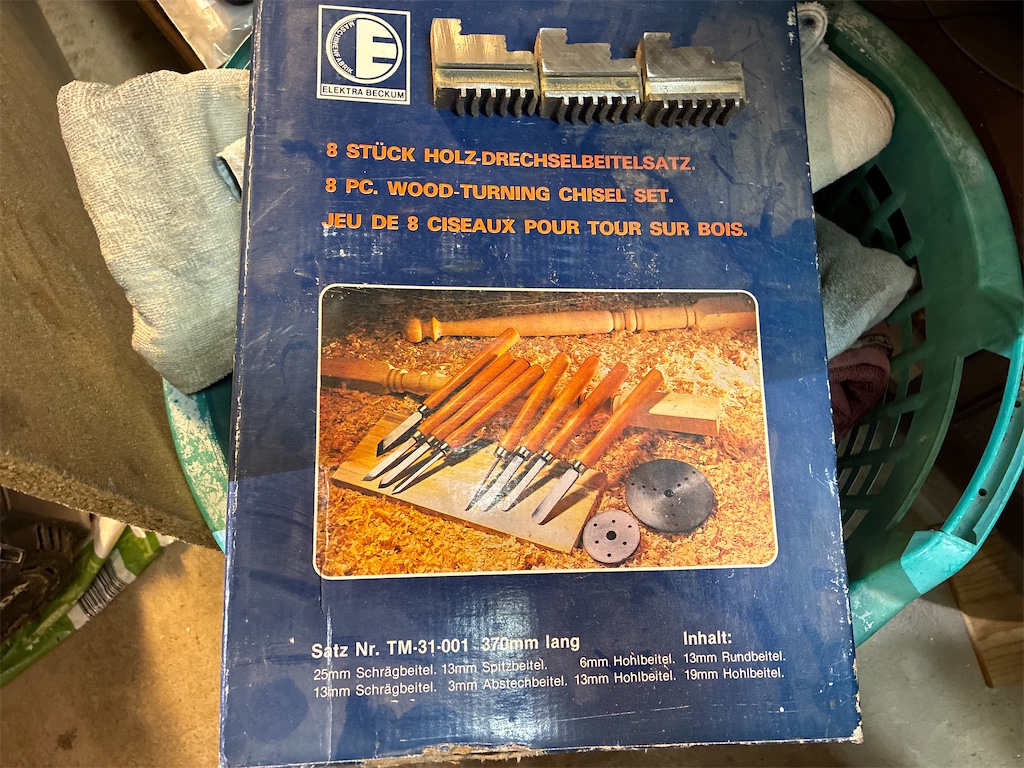 MASCHINENFABRIK
E
ELEKTRA BECKUM
8 STÜCK HOLZ-DRECHSELBEITELSATZ.
8 PC. WOOD-TURNING CHISEL SET.
JEU DE 8 CISEAUX POUR TOUR SUR BOIS.
Satz Nr. TM-31-001 370mm lang Inhalt:
25mm Schrägbeitel. 13mm Spitzbeitel. 6mm Hohlbeitel. 13mm Rundbeitel.
13mm Schrägbeitel. 3mm Abstechbeitel. 13mm Hohlbeitel. 19mm Hohlbeitel.